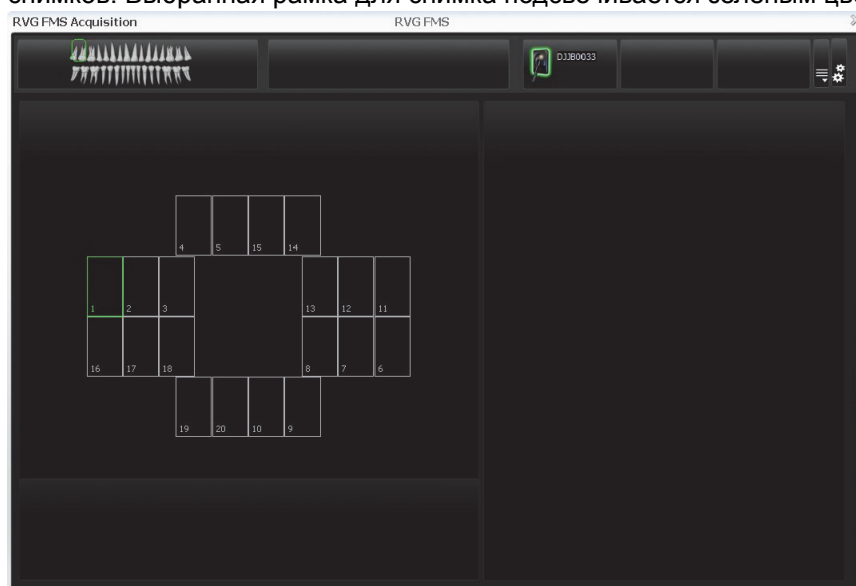 снимков. Выбранная рамка для снимка подсвечивается зеленым цве
RVG FMS Acquisition RVG FMS
DJJB0033
4 5 15 14
1 2 3 13 12 11
16 17 18 8 7 6
19 20 10 9